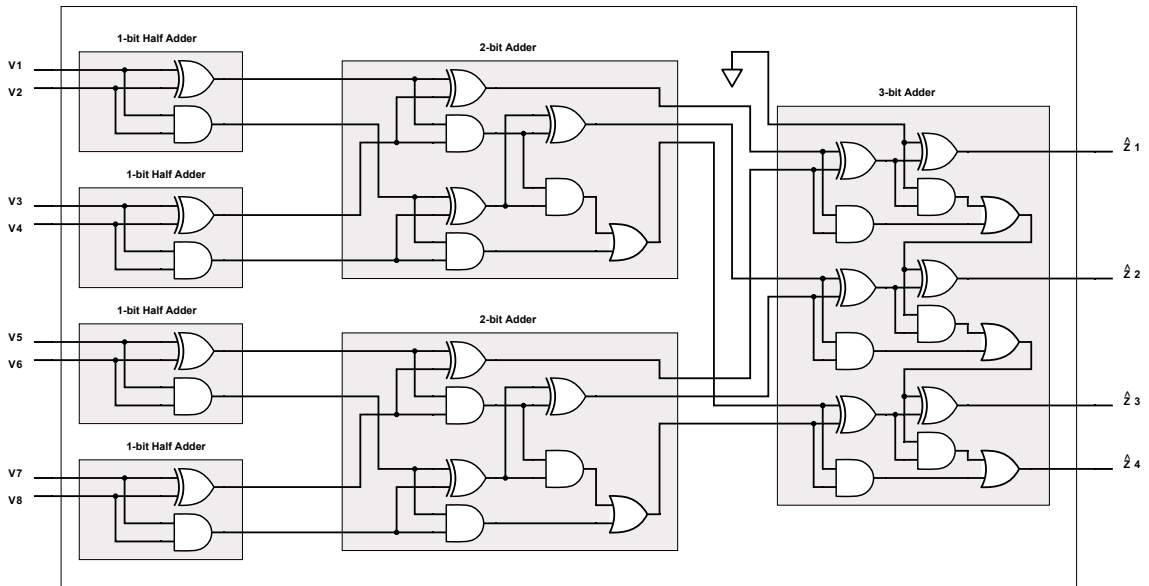 1-bit Half Adder
2-bit Adder
V1
V2
3-bit Adder
Ẑ 1
1-bit Half Adder
V3
V4
Ẑ 2
1-bit Half Adder
2-bit Adder
V5
V6
Ẑ 3
1-bit Half Adder
Ẑ 4
V7
V8